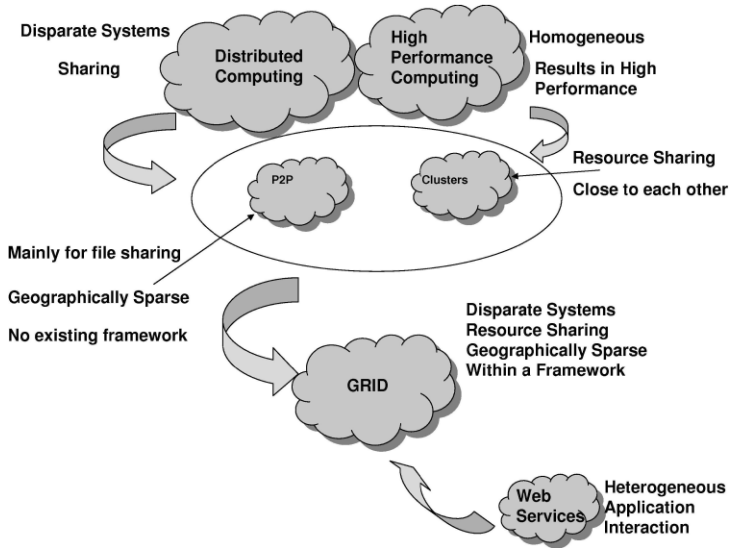 Disparate Systems
Sharing
Distributed
Computing
High
Performance
Computing
Homogeneous
Results in High
Performance
P2P
Clusters
Resource Sharing
Close to each other
Mainly for file sharing
Geographically Sparse
No existing framework
Disparate Systems
Resource Sharing
Geographically Sparse
Within a Framework
GRID
Web
Services
Heterogeneous
Application
Interaction